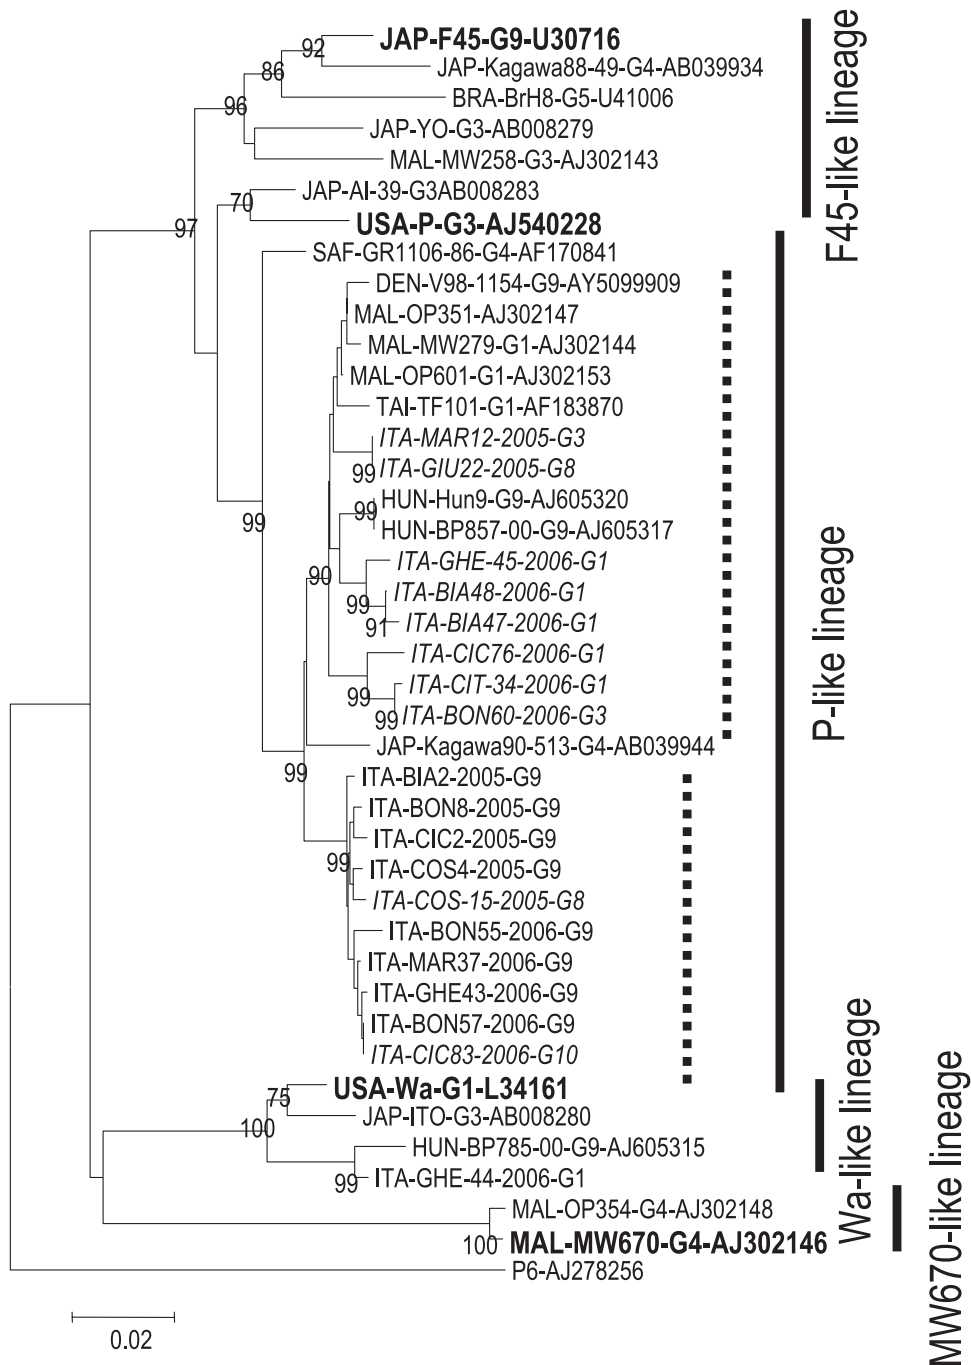 JAP-F45-G9-U30716
92
JAP-Kagawa88-49-G4-AB039934
86
BRA-BrH8-G5-U41006
96
JAP-YO-G3-AB008279
MAL-MW258-G3-AJ302143
F45-like lineage
JAP-AI-39-G3AB008283
70
USA-P-G3-AJ540228
97
SAF-GR1106-86-G4-AF170841
DEN-V98-1154-G9-AY5099909
MAL-OP351-AJ302147
MAL-MW279-G1-AJ302144
MAL-OP601-G1-AJ302153
TAI-TF101-G1-AF183870
ITA-MAR12-2005-G3
ITA-GIU22-2005-G8
99
HUN-Hun9-G9-AJ605320
99
99
HUN-BP857-00-G9-AJ605317
ITA-GHE-45-2006-G1
90
ITA-BIA48-2006-G1
99
ITA-BIA47-2006-G1
91
P-like lineage
ITA-CIC76-2006-G1
ITA-CIT-34-2006-G1
99
ITA-BON60-2006-G3
99
JAP-Kagawa90-513-G4-AB039944
99
ITA-BIA2-2005-G9
ITA-BON8-2005-G9
ITA-CIC2-2005-G9
99
ITA-COS4-2005-G9
ITA-COS-15-2005-G8
ITA-BON55-2006-G9
ITA-MAR37-2006-G9
ITA-GHE43-2006-G9
ITA-BON57-2006-G9
ITA-CIC83-2006-G10
USA-Wa-G1-L34161
75
JAP-ITO-G3-AB008280
100
HUN-BP785-00-G9-AJ605315
ITA-GHE-44-2006-G1
99
Wa-like lineage
MAL-OP354-G4-AJ302148
MAL-MW670-G4-AJ302146
100
P6-AJ278256
MW670-like lineage
0.02